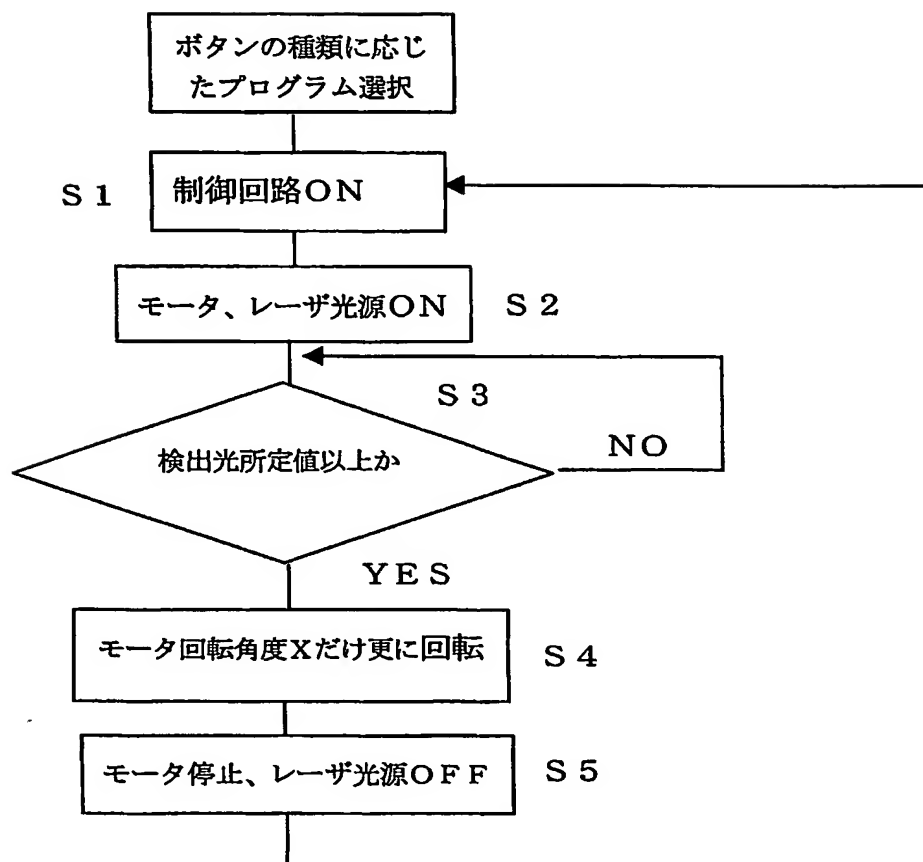 ボタンの種類に応じ
たプログラム選択
S1
制御回路ON
モータ、レーザ光源ON
S2
S3
検出光所定値以上か
NO
YES
モータ回転角度Xだけ更に回転
S4
モータ停止、レーザ光源OFF
S5